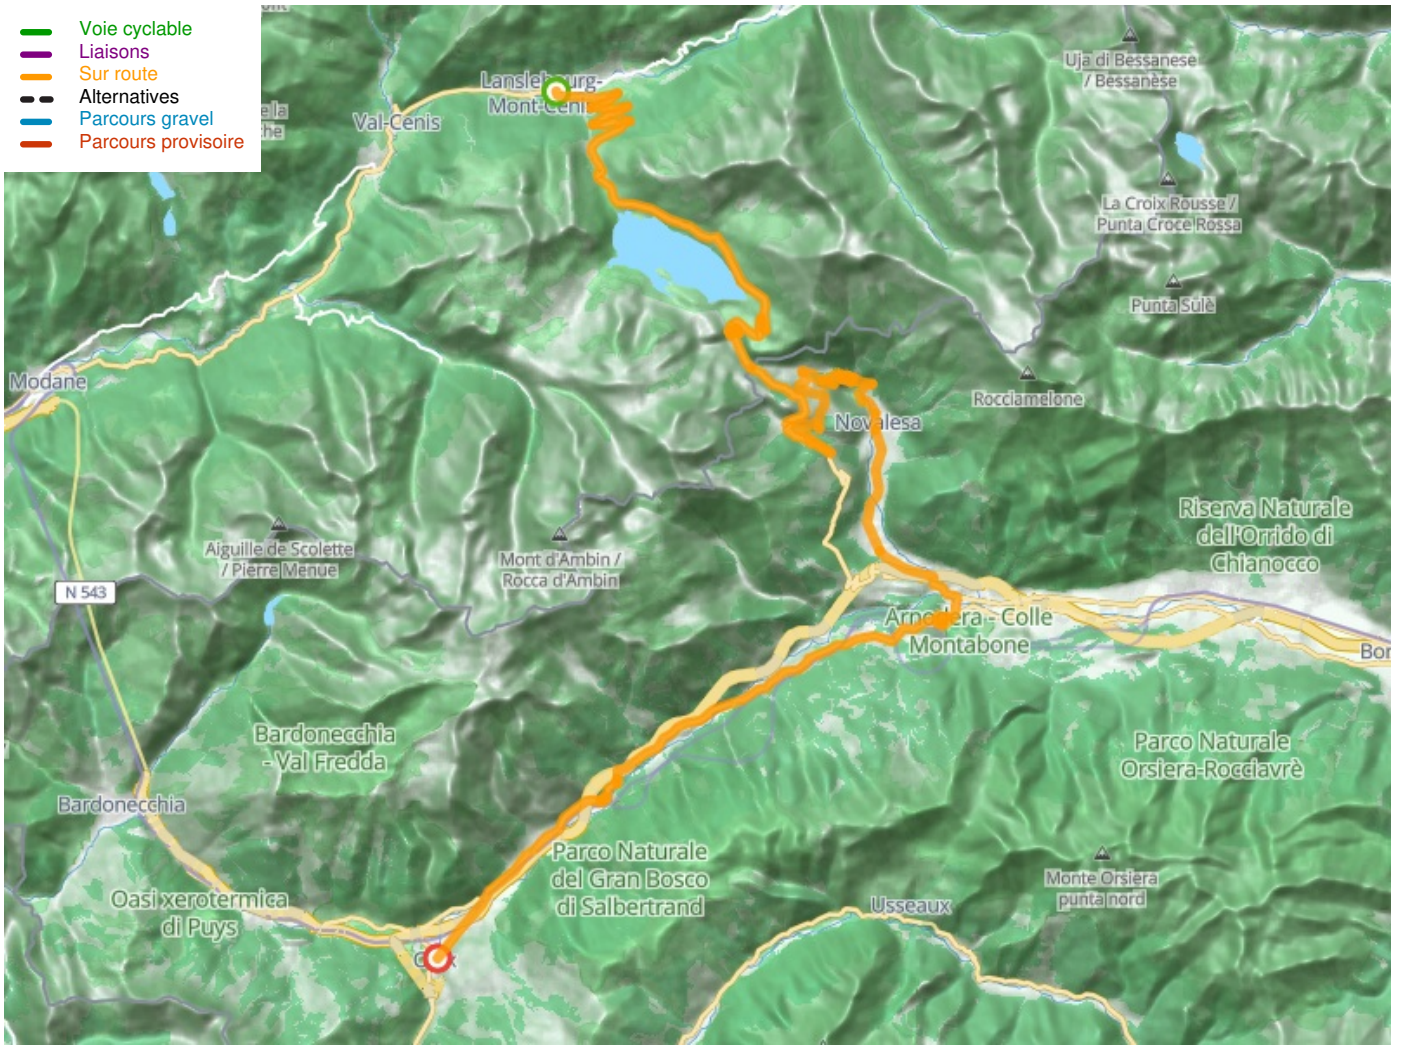 Voie cyclable
Liaisons
Sur route
Alternatives
Parcours gravel
Parcours provisoire
Uja di Bessanese
/ Bessanèse
Val-Cenis
La Croix Rousse /
Punta Croce Rossa
Punta Sulè
Modane
Rocciamelone
Novalesa
Riserva Naturale
dell'Orrido di
Chianocco
Aiguille de Scolette
/ Pierre Menue
Mont d'Ambin /
Rocca d'Ambin
N 543
Colle
Montabone
Bardonecchia
- Val Fredda
Parco Naturale
Orsiera-Rocciavrè
Bardonecchia
Parco Naturale
del Gran Bosco
di Salbertrand
Monte Orsiera
punta nord
Oasi xerotermica
di Puys
Usseaux